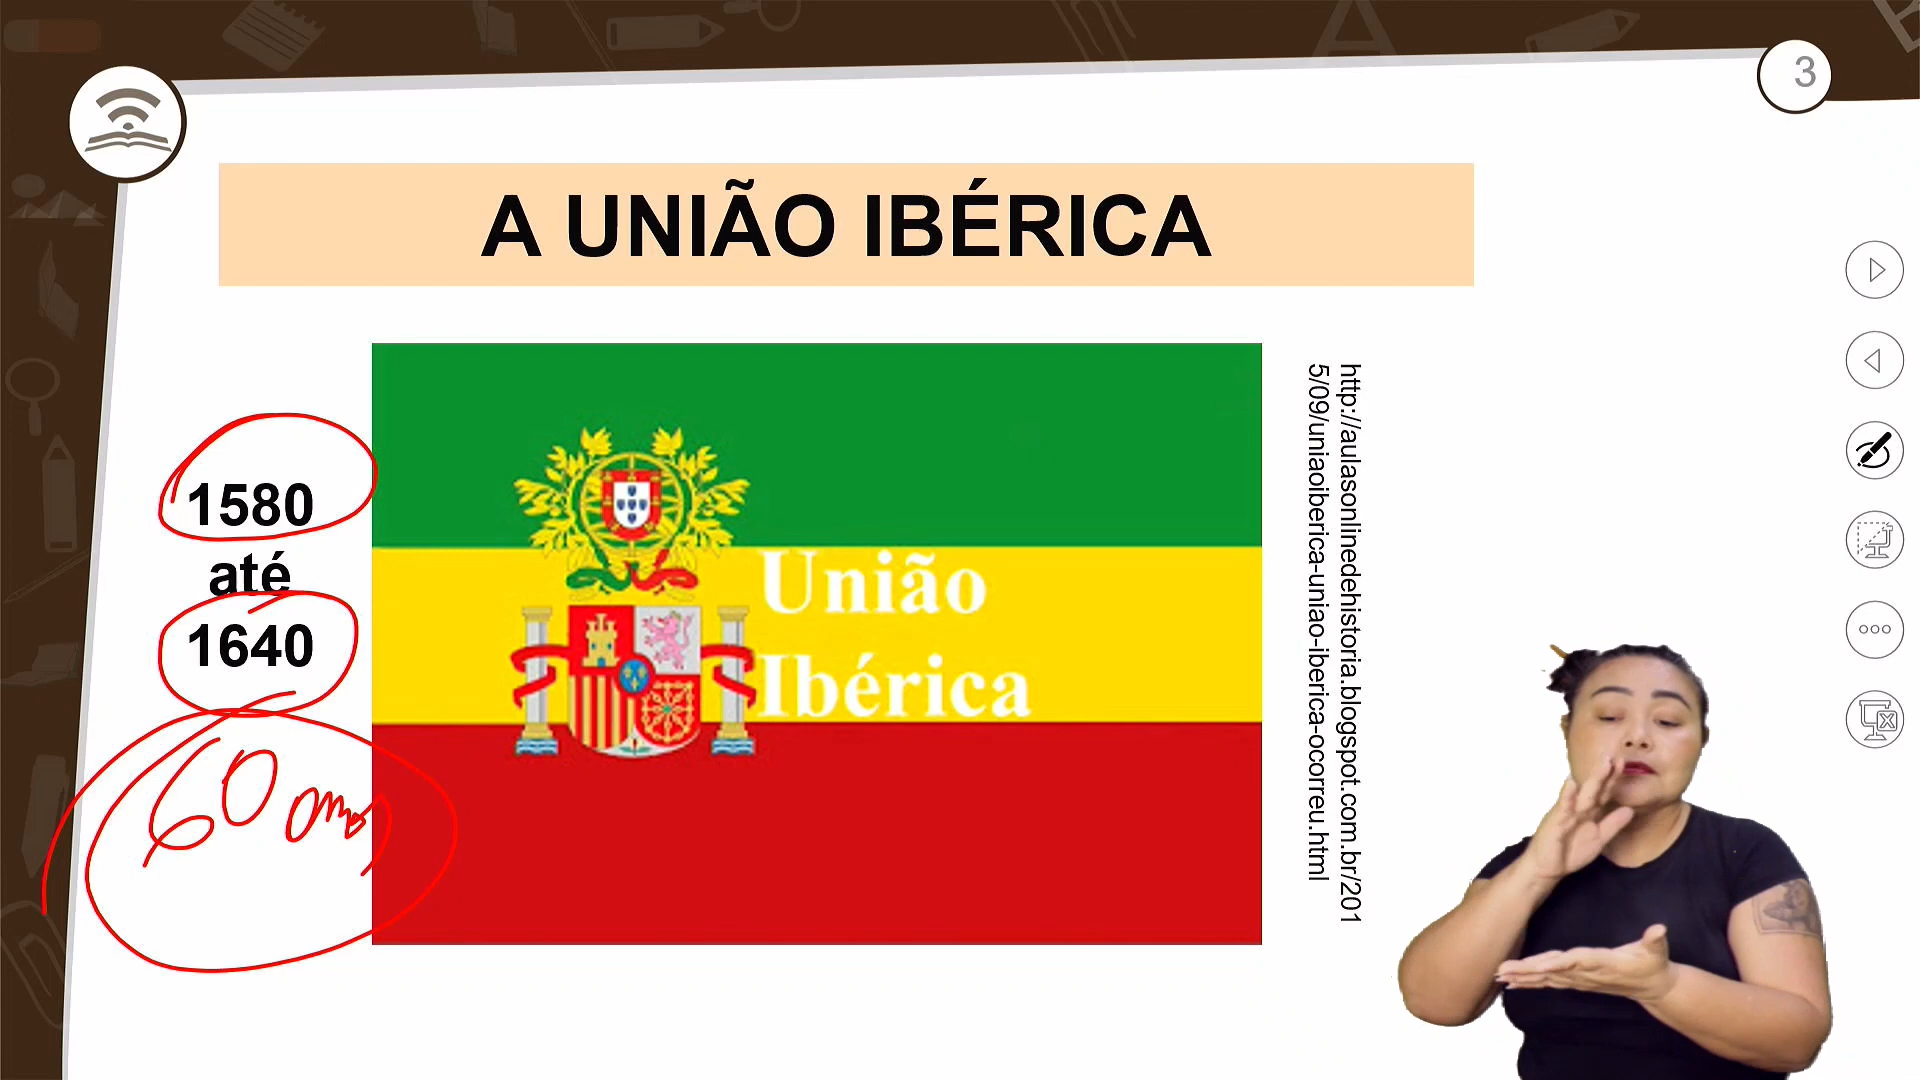 3
A UNIÃO IBÉRICA
1580
até
1640
60 anos
União
Ibérica
http://aulasonlinedehistoria.blogspot.com.br/201
5/09/uniaoiberica-uniao-iberica-ocorreu.html